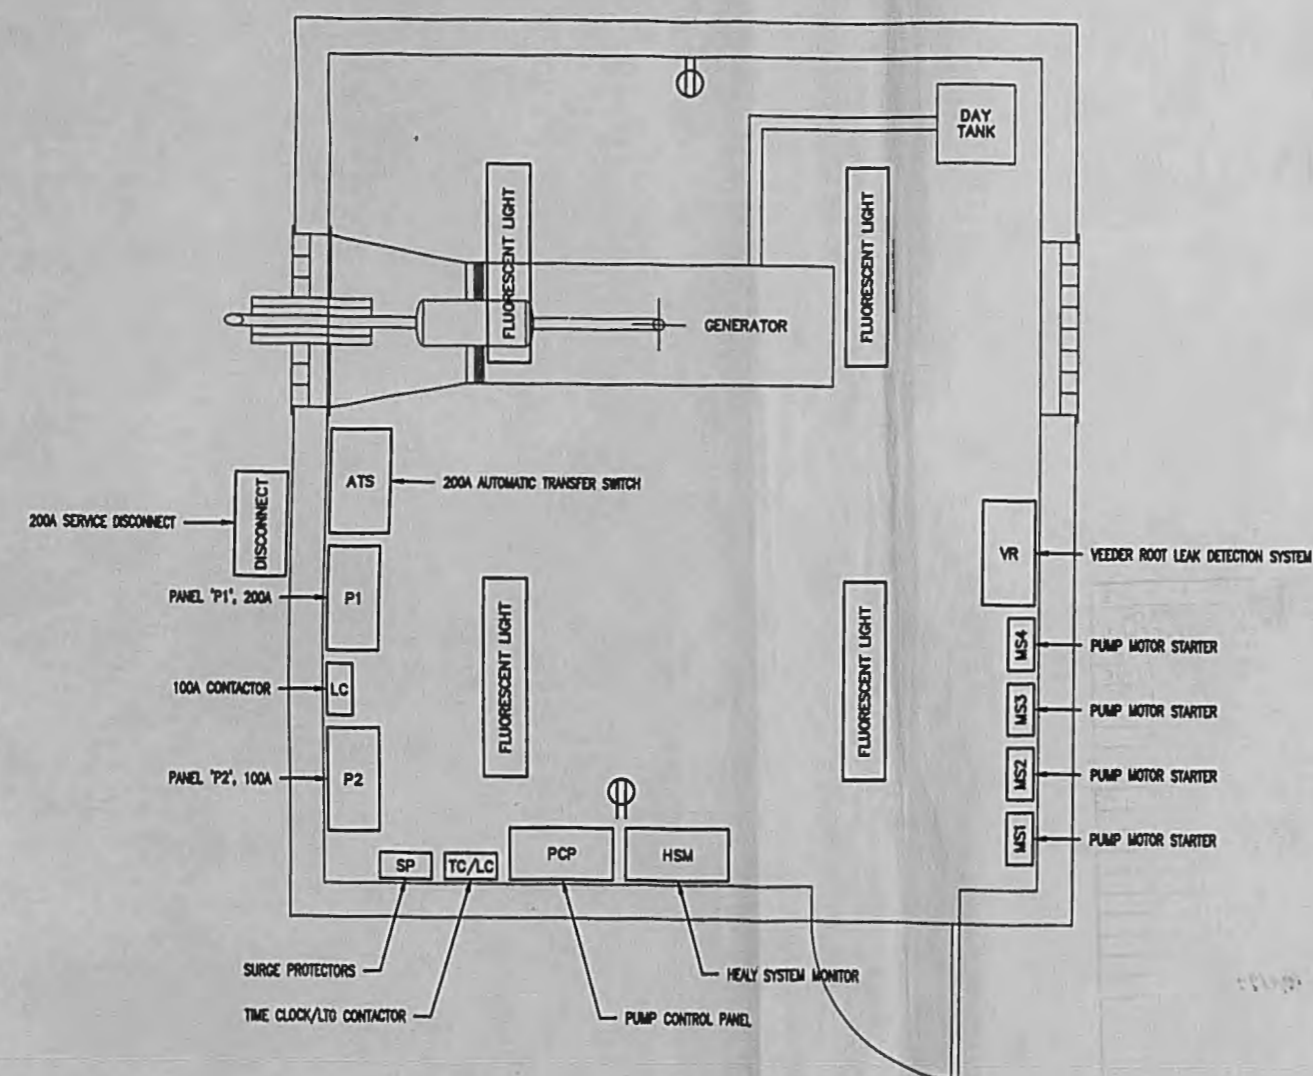 DAY
TANK
FLUORESCENT LIGHT
FLUORESCENT LIGHT
GENERATOR
ATS
200A AUTOMATIC TRANSFER SWITCH
DISCONNECT
200A SERVICE DISCONNECT
VR
VEEDER ROOT LEAK DETECTION SYSTEM
P1
PANEL 'P1', 200A
FLUORESCENT LIGHT
FLUORESCENT LIGHT
MS4
PUMP MOTOR STARTER
LC
100A CONTACTOR
MS3
PUMP MOTOR STARTER
P2
PANEL 'P2', 100A
MS2
PUMP MOTOR STARTER
MS1
PUMP MOTOR STARTER
SP
TC/LC
PCP
HSM
SURGE PROTECTORS
HEALY SYSTEM MONITOR
TIME CLOCK/LTG CONTACTOR
PUMP CONTROL PANEL